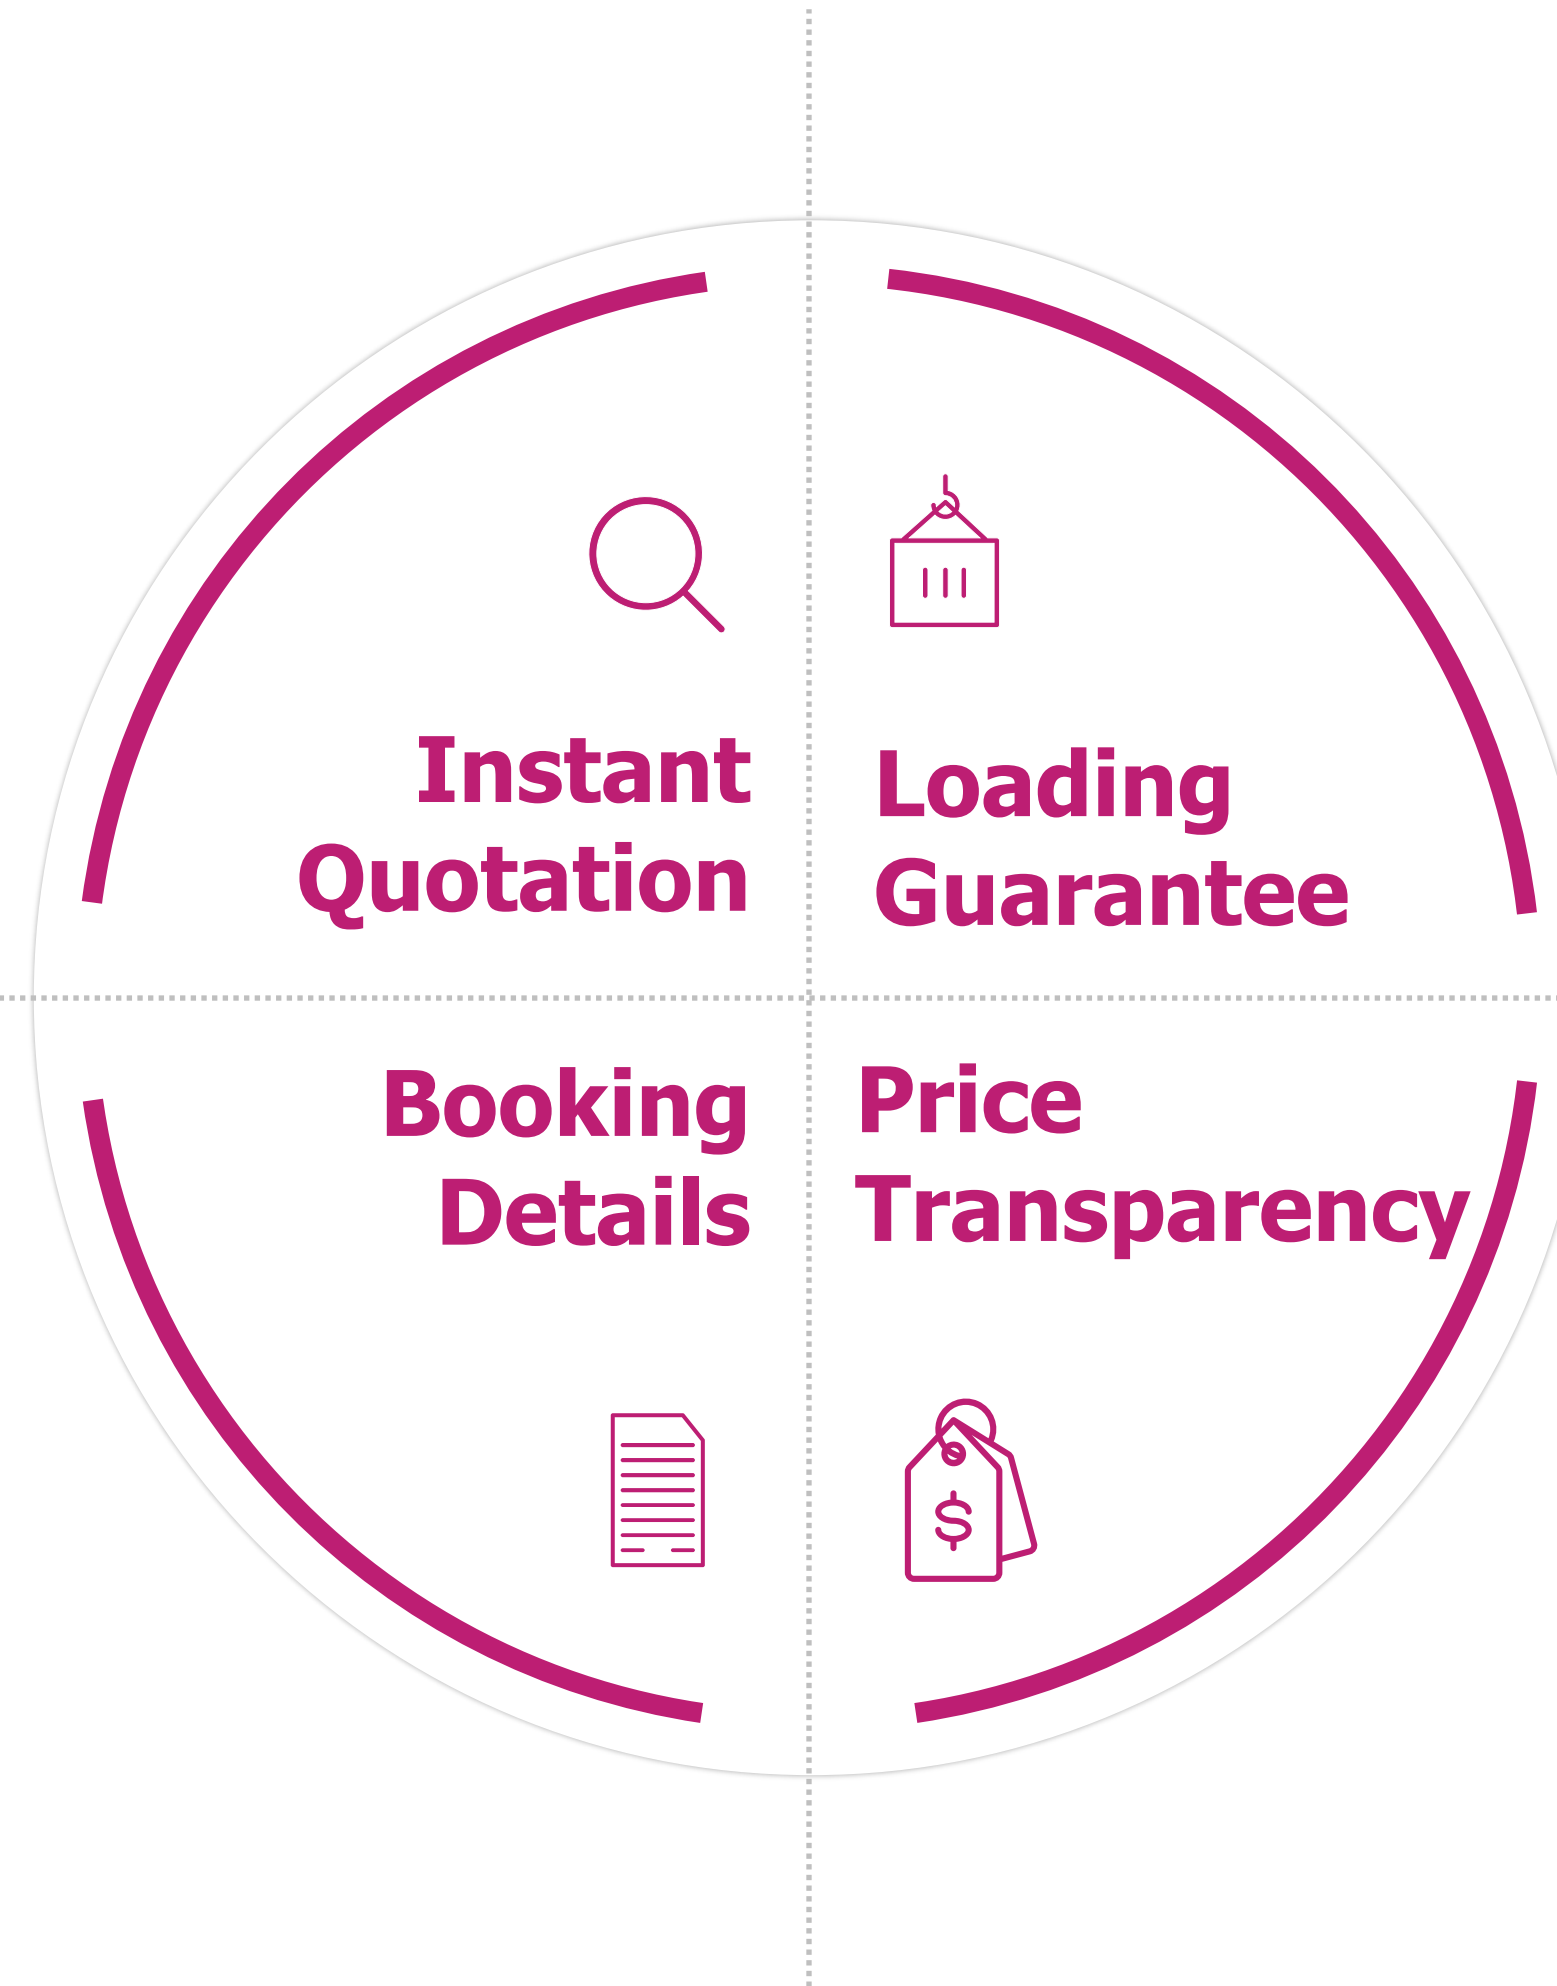 Instant
Quotation
Loading
Guarantee
Booking
Details
Price
Transparency
$